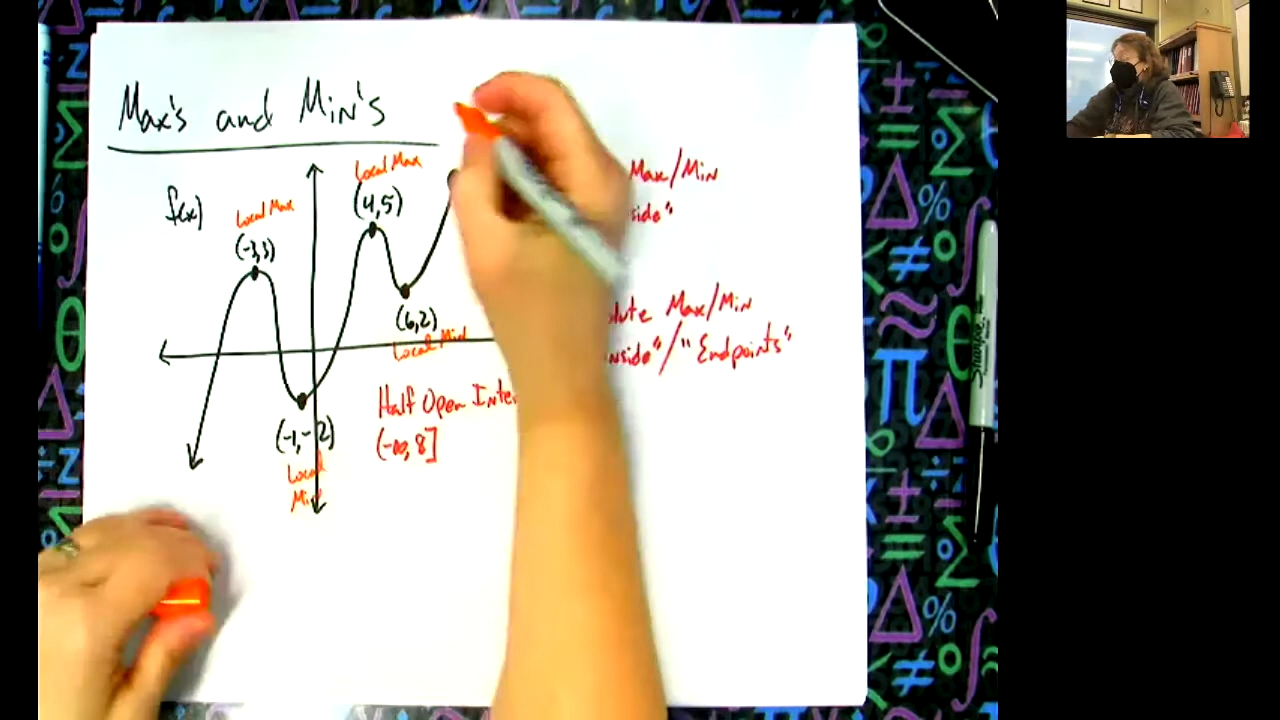 Max's and Min's
f(x)
Local Max
(-3,3)
Local Max
(4,5)
(6,2)
Local Min
(-1,-2)
Local
Min
Half Open
(-∞, 8]
Max/Min
Max/Min
"Endpoints"
Sharpie